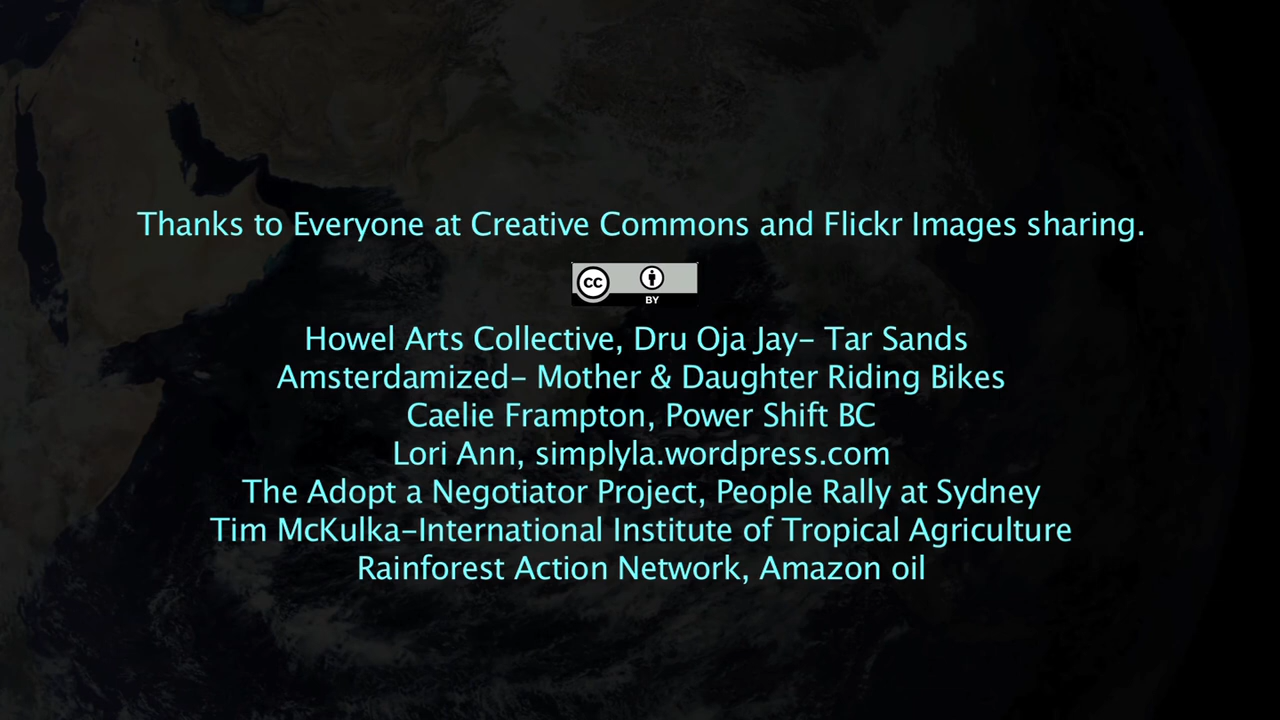 Thanks to Everyone at Creative Commons and Flickr Images sharing.
cc
BY
Howel Arts Collective, Dru Oja Jay– Tar Sands
Amsterdamized– Mother & Daughter Riding Bikes
Caelie Frampton, Power Shift BC
Lori Ann, simplyla.wordpress.com
The Adopt a Negotiator Project, People Rally at Sydney
Tim McKulka–International Institute of Tropical Agriculture
Rainforest Action Network, Amazon oil